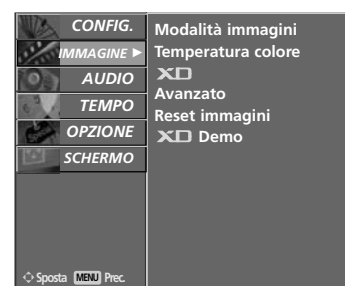 CONFIG.
IMMAGINE ►
AUDIO
TEMPO
OPZIONE
SCHERMO
Modalità immagini
Temperatura colore
XD
Avanzato
Reset immagini
XD Demo
Sposta MENU Prec.